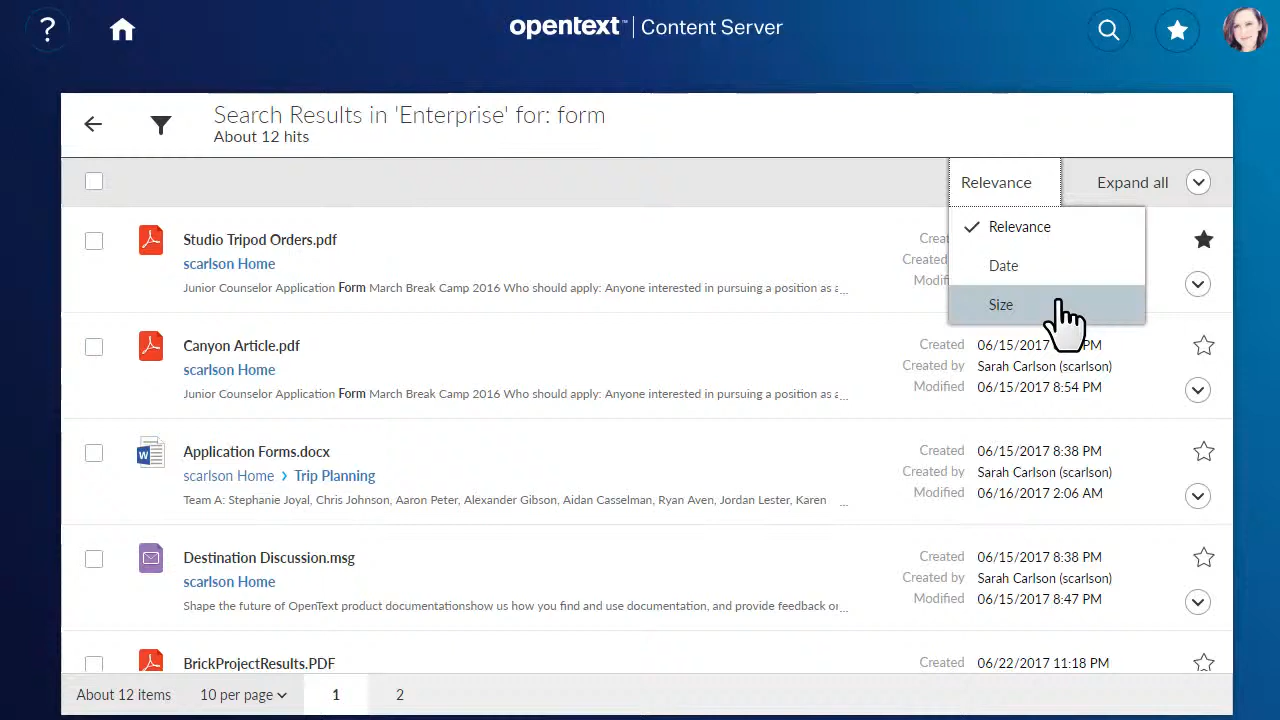 ?
opentext™ | Content Server
Search Results in 'Enterprise' for: form
About 12 hits
Relevance
Expand all
Relevance
Date
Size
Studio Tripod Orders.pdf
scarlson Home
Junior Counselor Application Form March Break Camp 2016 Who should apply: Anyone interested in pursuing a position as a...
Canyon Article.pdf
scarlson Home
Junior Counselor Application Form March Break Camp 2016 Who should apply: Anyone interested in pursuing a position as a...
Created 06/15/2017 PM
Created by Sarah Carlson (scarlson)
Modified 06/15/2017 8:54 PM
Application Forms.docx
scarlson Home > Trip Planning
Team A: Stephanie Joyal, Chris Johnson, Aaron Peter, Alexander Gibson, Aidan Casselman, Ryan Aven, Jordan Lester, Karen ...
Created 06/15/2017 8:38 PM
Created by Sarah Carlson (scarlson)
Modified 06/16/2017 2:06 AM
Destination Discussion.msg
scarlson Home
Shape the future of OpenText product documentationshow us how you find and use documentation, and provide feedback or...
Created 06/15/2017 8:38 PM
Created by Sarah Carlson (scarlson)
Modified 06/15/2017 8:47 PM
BrickProjectResults.PDF
Created 06/22/2017 11:18 PM
About 12 items
10 per page
1
2